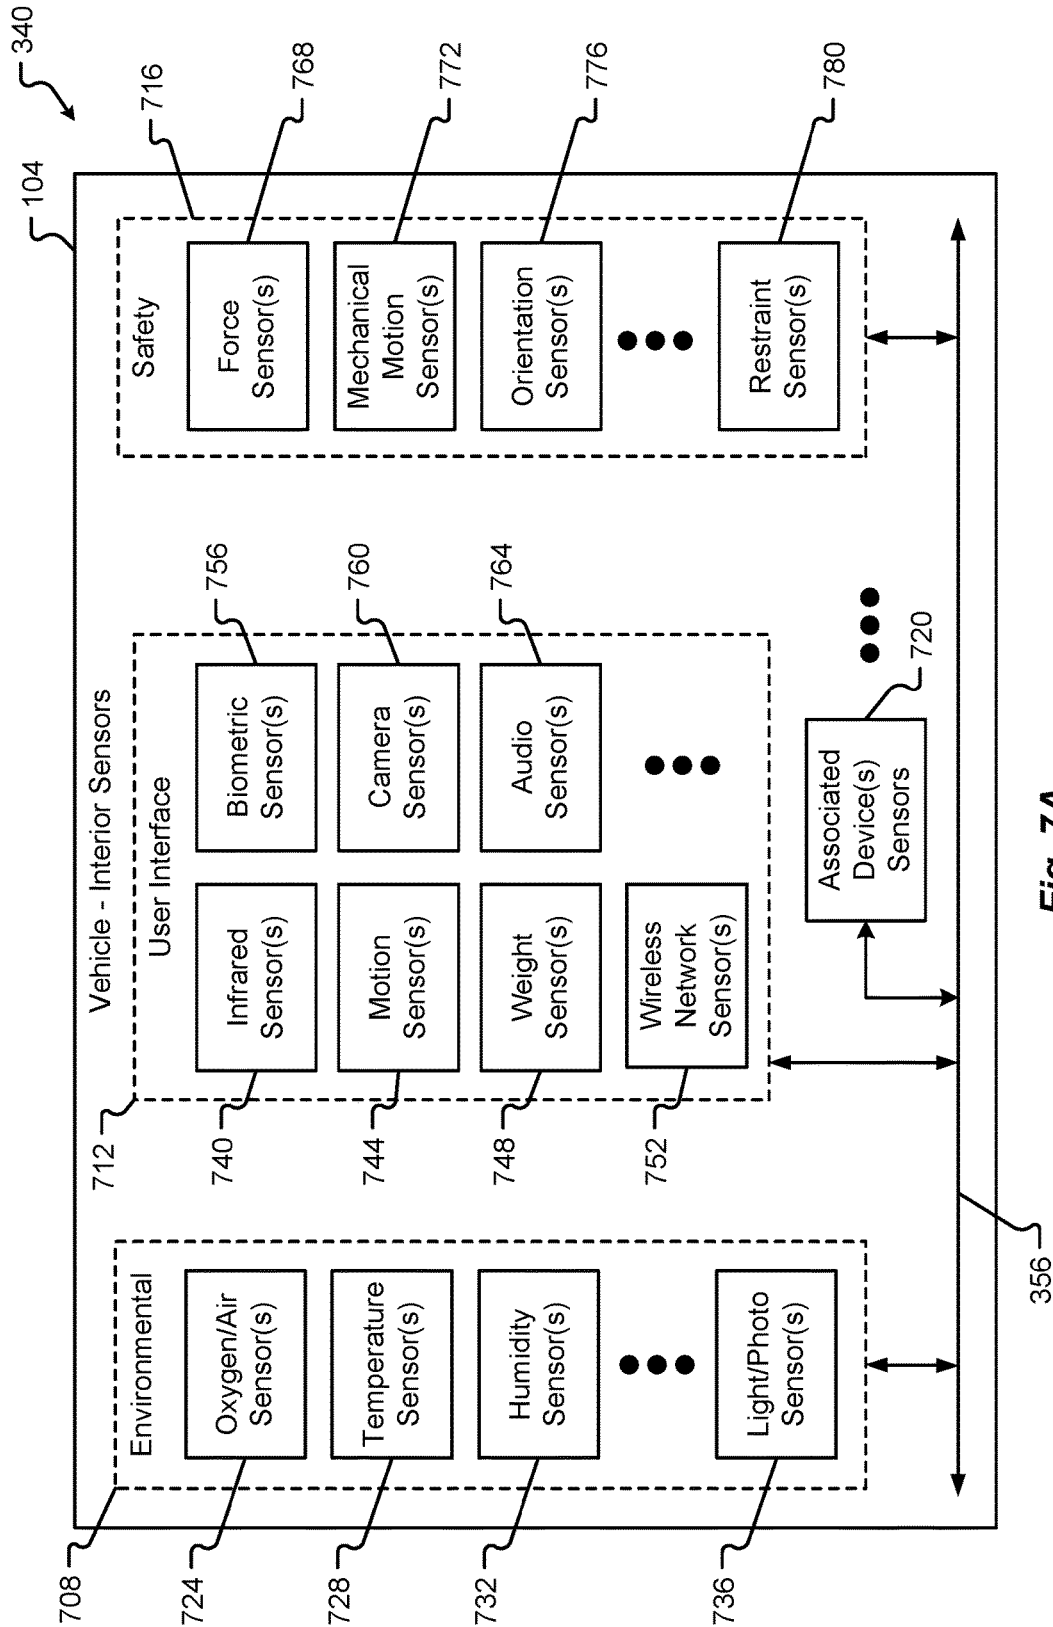 340
104
Vehicle - Interior Sensors
708
Environmental
Oxygen/Air
Sensor(s)
724
Temperature
Sensor(s)
728
Humidity
Sensor(s)
732
Light/Photo
Sensor(s)
736
712
User Interface
Infrared
Sensor(s)
740
Motion
Sensor(s)
744
Weight
Sensor(s)
748
Wireless
Network
Sensor(s)
752
Biometric
Sensor(s)
756
Camera
Sensor(s)
760
Audio
Sensor(s)
764
716
Safety
Force
Sensor(s)
768
Mechanical
Motion
Sensor(s)
772
Orientation
Sensor(s)
776
Restraint
Sensor(s)
780
Associated
Device(s)
Sensors
720
356
Fig. 7A